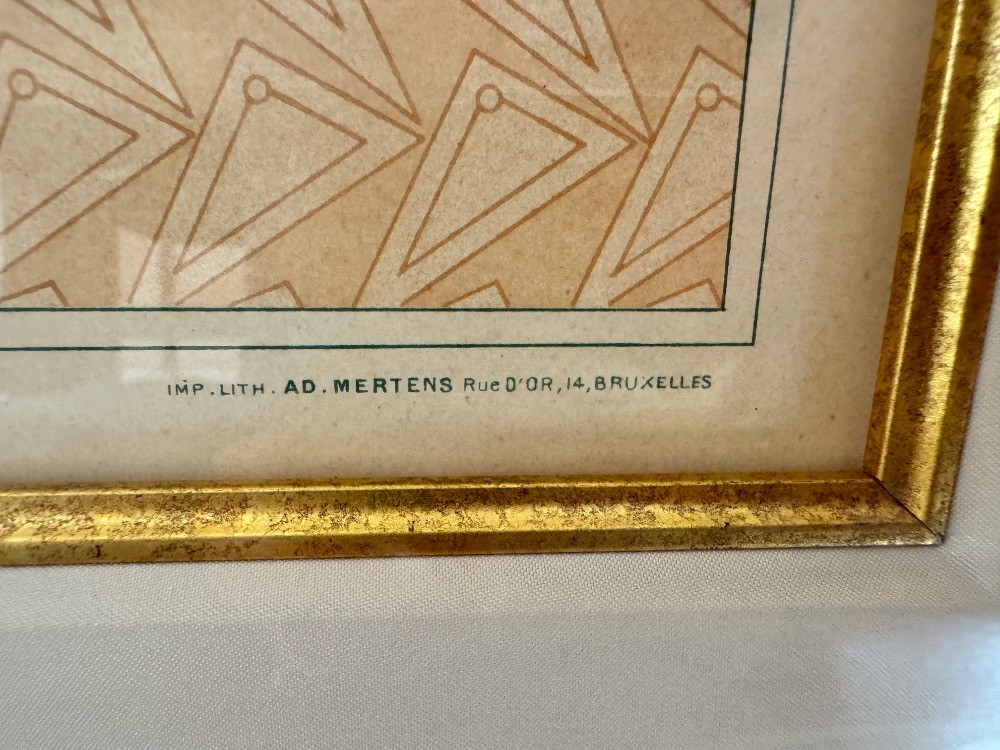 IMP. LITH. AD. MERTENS Rue D'OR, 14, BRUXELLES